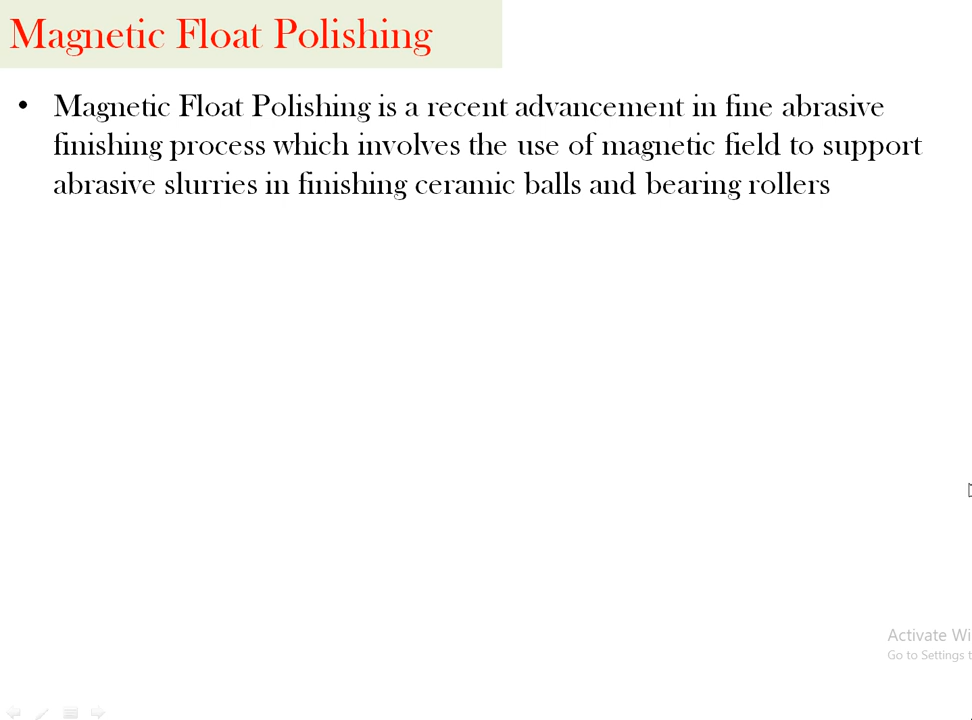 Magnetic Float Polishing
• Magnetic Float Polishing is a recent advancement in fine abrasive
finishing process which involves the use of magnetic field to support
abrasive slurries in finishing ceramic balls and bearing rollers
Activate Wi
Go to Settings t